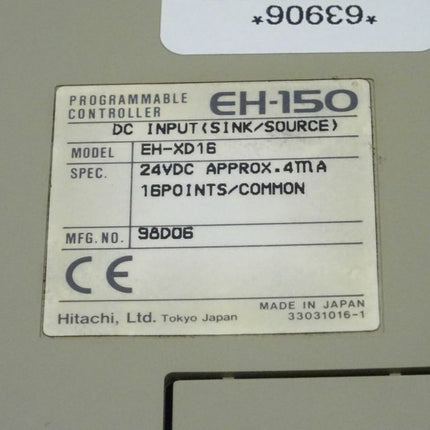 *63906*
PROGRAMMABLE CONTROLLER EH-150
DC INPUT(SINK/SOURCE)
MODEL EH-XD16
SPEC. 24VDC APPROX.4mA
16POINTS/COMMON
MFG.NO. 98D06
CE
MADE IN JAPAN
Hitachi, Ltd. Tokyo Japan 33031016-1